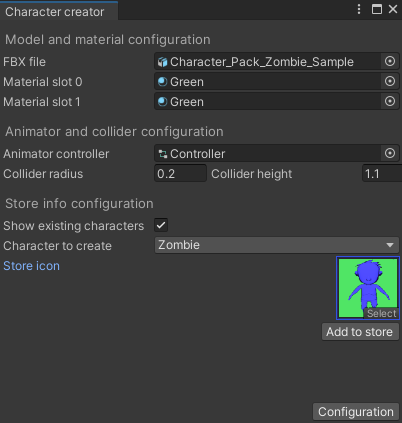 Character creator
Model and material configuration
FBX file Character_Pack_Zombie_Sample
Material slot 0 Green
Material slot 1 Green
Animator and collider configuration
Animator controller Controller
Collider radius 0.2 Collider height 1.1
Store info configuration
Show existing characters
Character to create Zombie
Store icon
Select
Add to store
Configuration